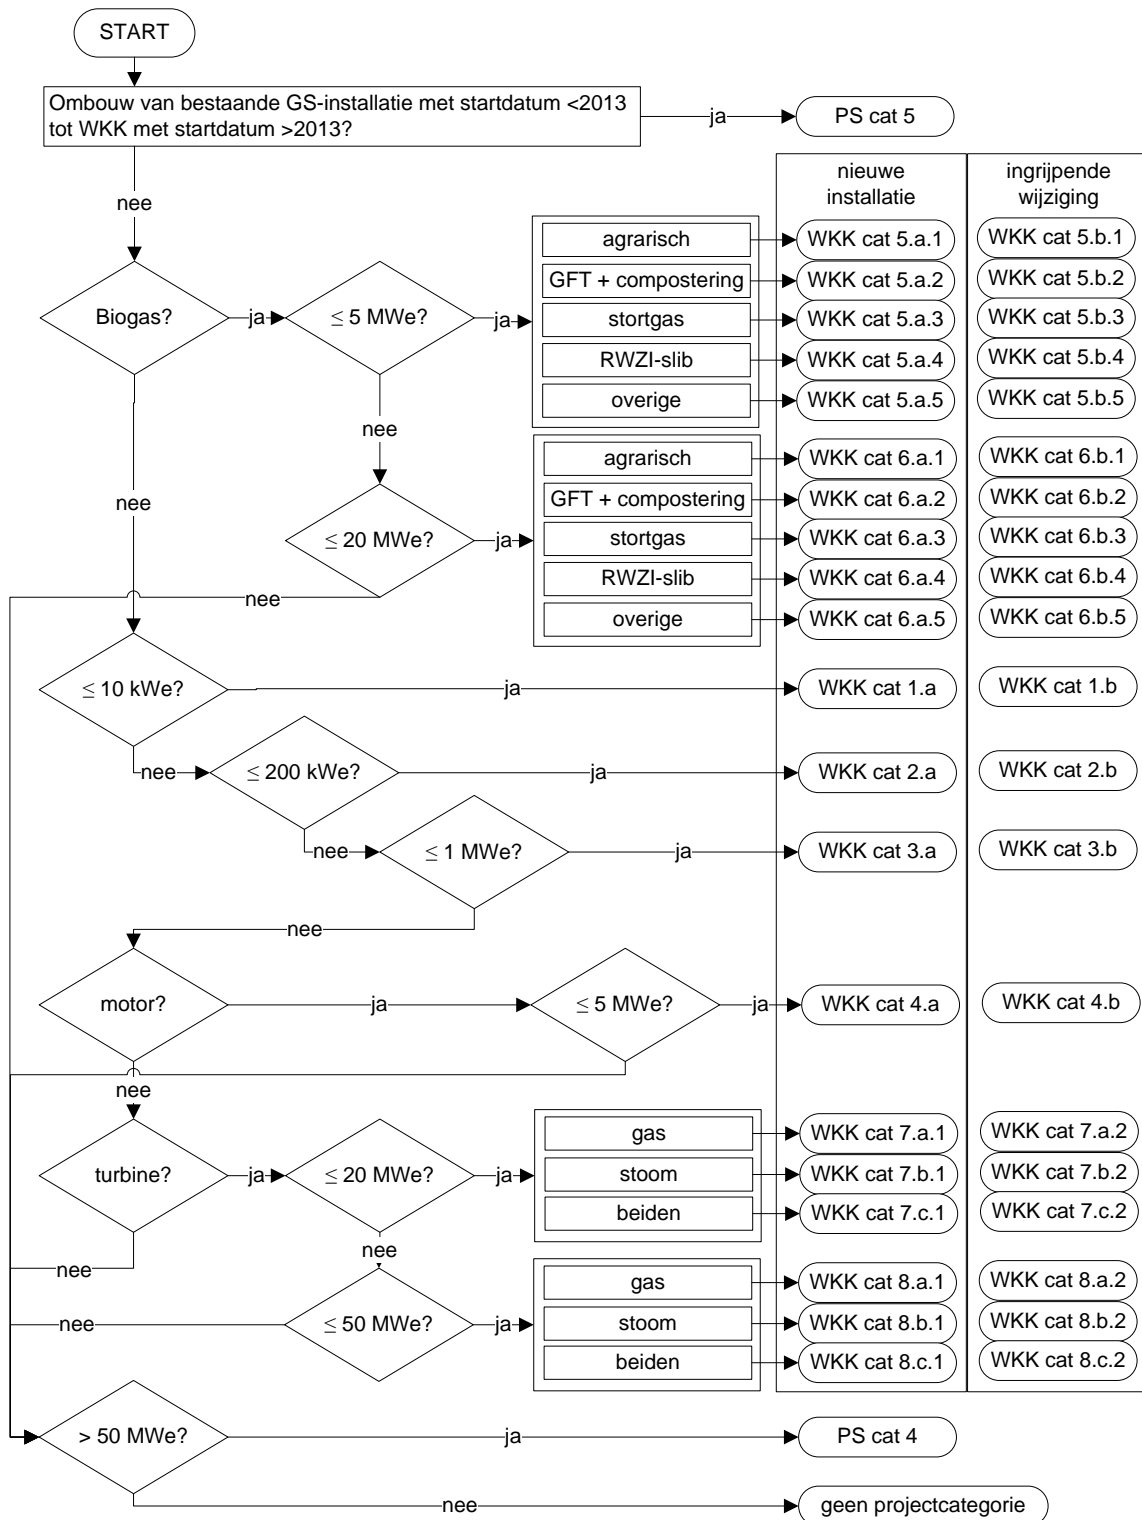 START
Ombouw van bestaande GS-installatie met startdatum <2013
tot WKK met startdatum >2013?
ja
PS cat 5
nee
nieuwe
installatie
ingrijpende
wijziging
Biogas?
ja
≤ 5 MWe?
ja
agrarisch
WKK cat 5.a.1
WKK cat 5.b.1
GFT + compostering
WKK cat 5.a.2
WKK cat 5.b.2
stortgas
WKK cat 5.a.3
WKK cat 5.b.3
RWZI-slib
WKK cat 5.a.4
WKK cat 5.b.4
overige
WKK cat 5.a.5
WKK cat 5.b.5
nee
nee
≤ 20 MWe?
ja
agrarisch
WKK cat 6.a.1
WKK cat 6.b.1
GFT + compostering
WKK cat 6.a.2
WKK cat 6.b.2
stortgas
WKK cat 6.a.3
WKK cat 6.b.3
RWZI-slib
WKK cat 6.a.4
WKK cat 6.b.4
overige
WKK cat 6.a.5
WKK cat 6.b.5
nee
≤ 10 kWe?
ja
WKK cat 1.a
WKK cat 1.b
nee
≤ 200 kWe?
ja
WKK cat 2.a
WKK cat 2.b
nee
≤ 1 MWe?
ja
WKK cat 3.a
WKK cat 3.b
nee
motor?
ja
≤ 5 MWe?
ja
WKK cat 4.a
WKK cat 4.b
nee
turbine?
ja
≤ 20 MWe?
ja
gas
WKK cat 7.a.1
WKK cat 7.a.2
stoom
WKK cat 7.b.1
WKK cat 7.b.2
beiden
WKK cat 7.c.1
WKK cat 7.c.2
nee
nee
nee
≤ 50 MWe?
ja
gas
WKK cat 8.a.1
WKK cat 8.a.2
stoom
WKK cat 8.b.1
WKK cat 8.b.2
beiden
WKK cat 8.c.1
WKK cat 8.c.2
> 50 MWe?
ja
PS cat 4
nee
geen projectcategorie